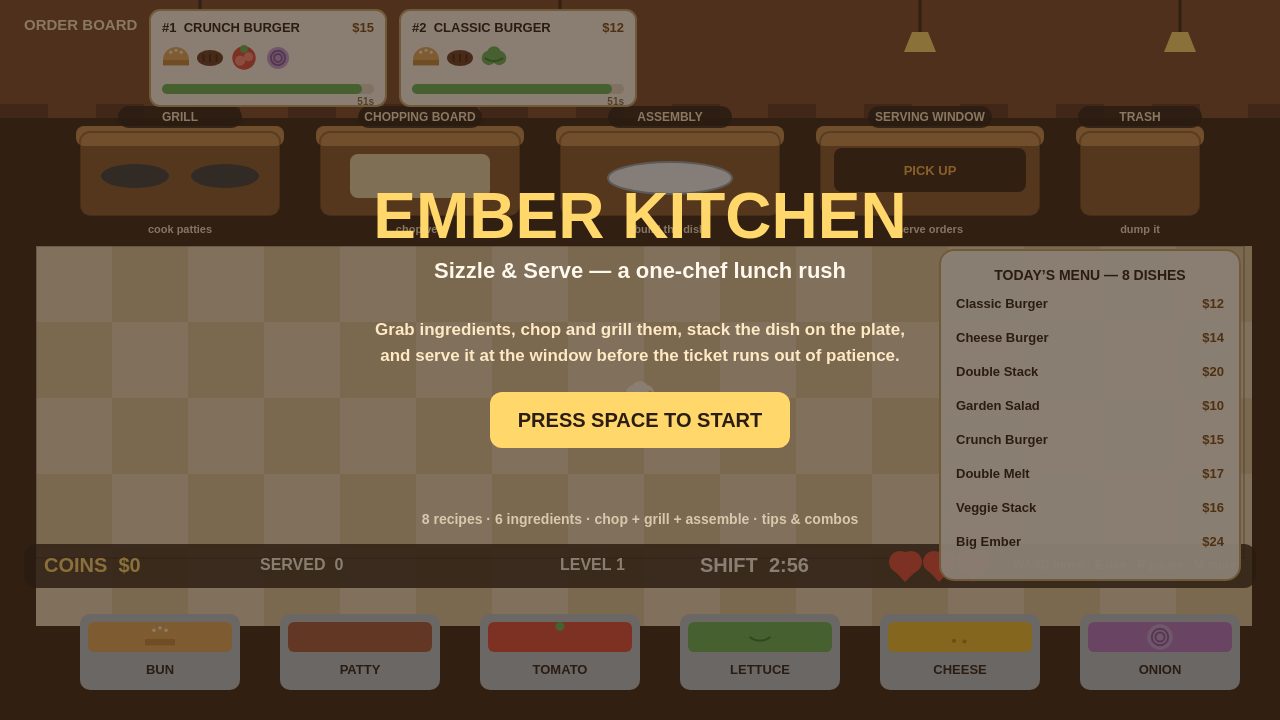 ORDER BOARD
#1 CRUNCH BURGER $15
51s
#2 CLASSIC BURGER $12
51s
GRILL
CHOPPING BOARD
ASSEMBLY
SERVING WINDOW
TRASH
PICK UP
EMBER KITCHEN
cook patties
build the dish
serve orders
dump it
Sizzle & Serve — a one-chef lunch rush
Grab ingredients, chop and grill them, stack the dish on the plate,
and serve it at the window before the ticket runs out of patience.
PRESS SPACE TO START
8 recipes · 6 ingredients · chop + grill + assemble · tips & combos
TODAY’S MENU — 8 DISHES
Classic Burger $12
Cheese Burger $14
Double Stack $20
Garden Salad $10
Crunch Burger $15
Double Melt $17
Veggie Stack $16
Big Ember $24
COINS $0
SERVED 0
LEVEL 1
SHIFT 2:56
BUN
PATTY
TOMATO
LETTUCE
CHEESE
ONION